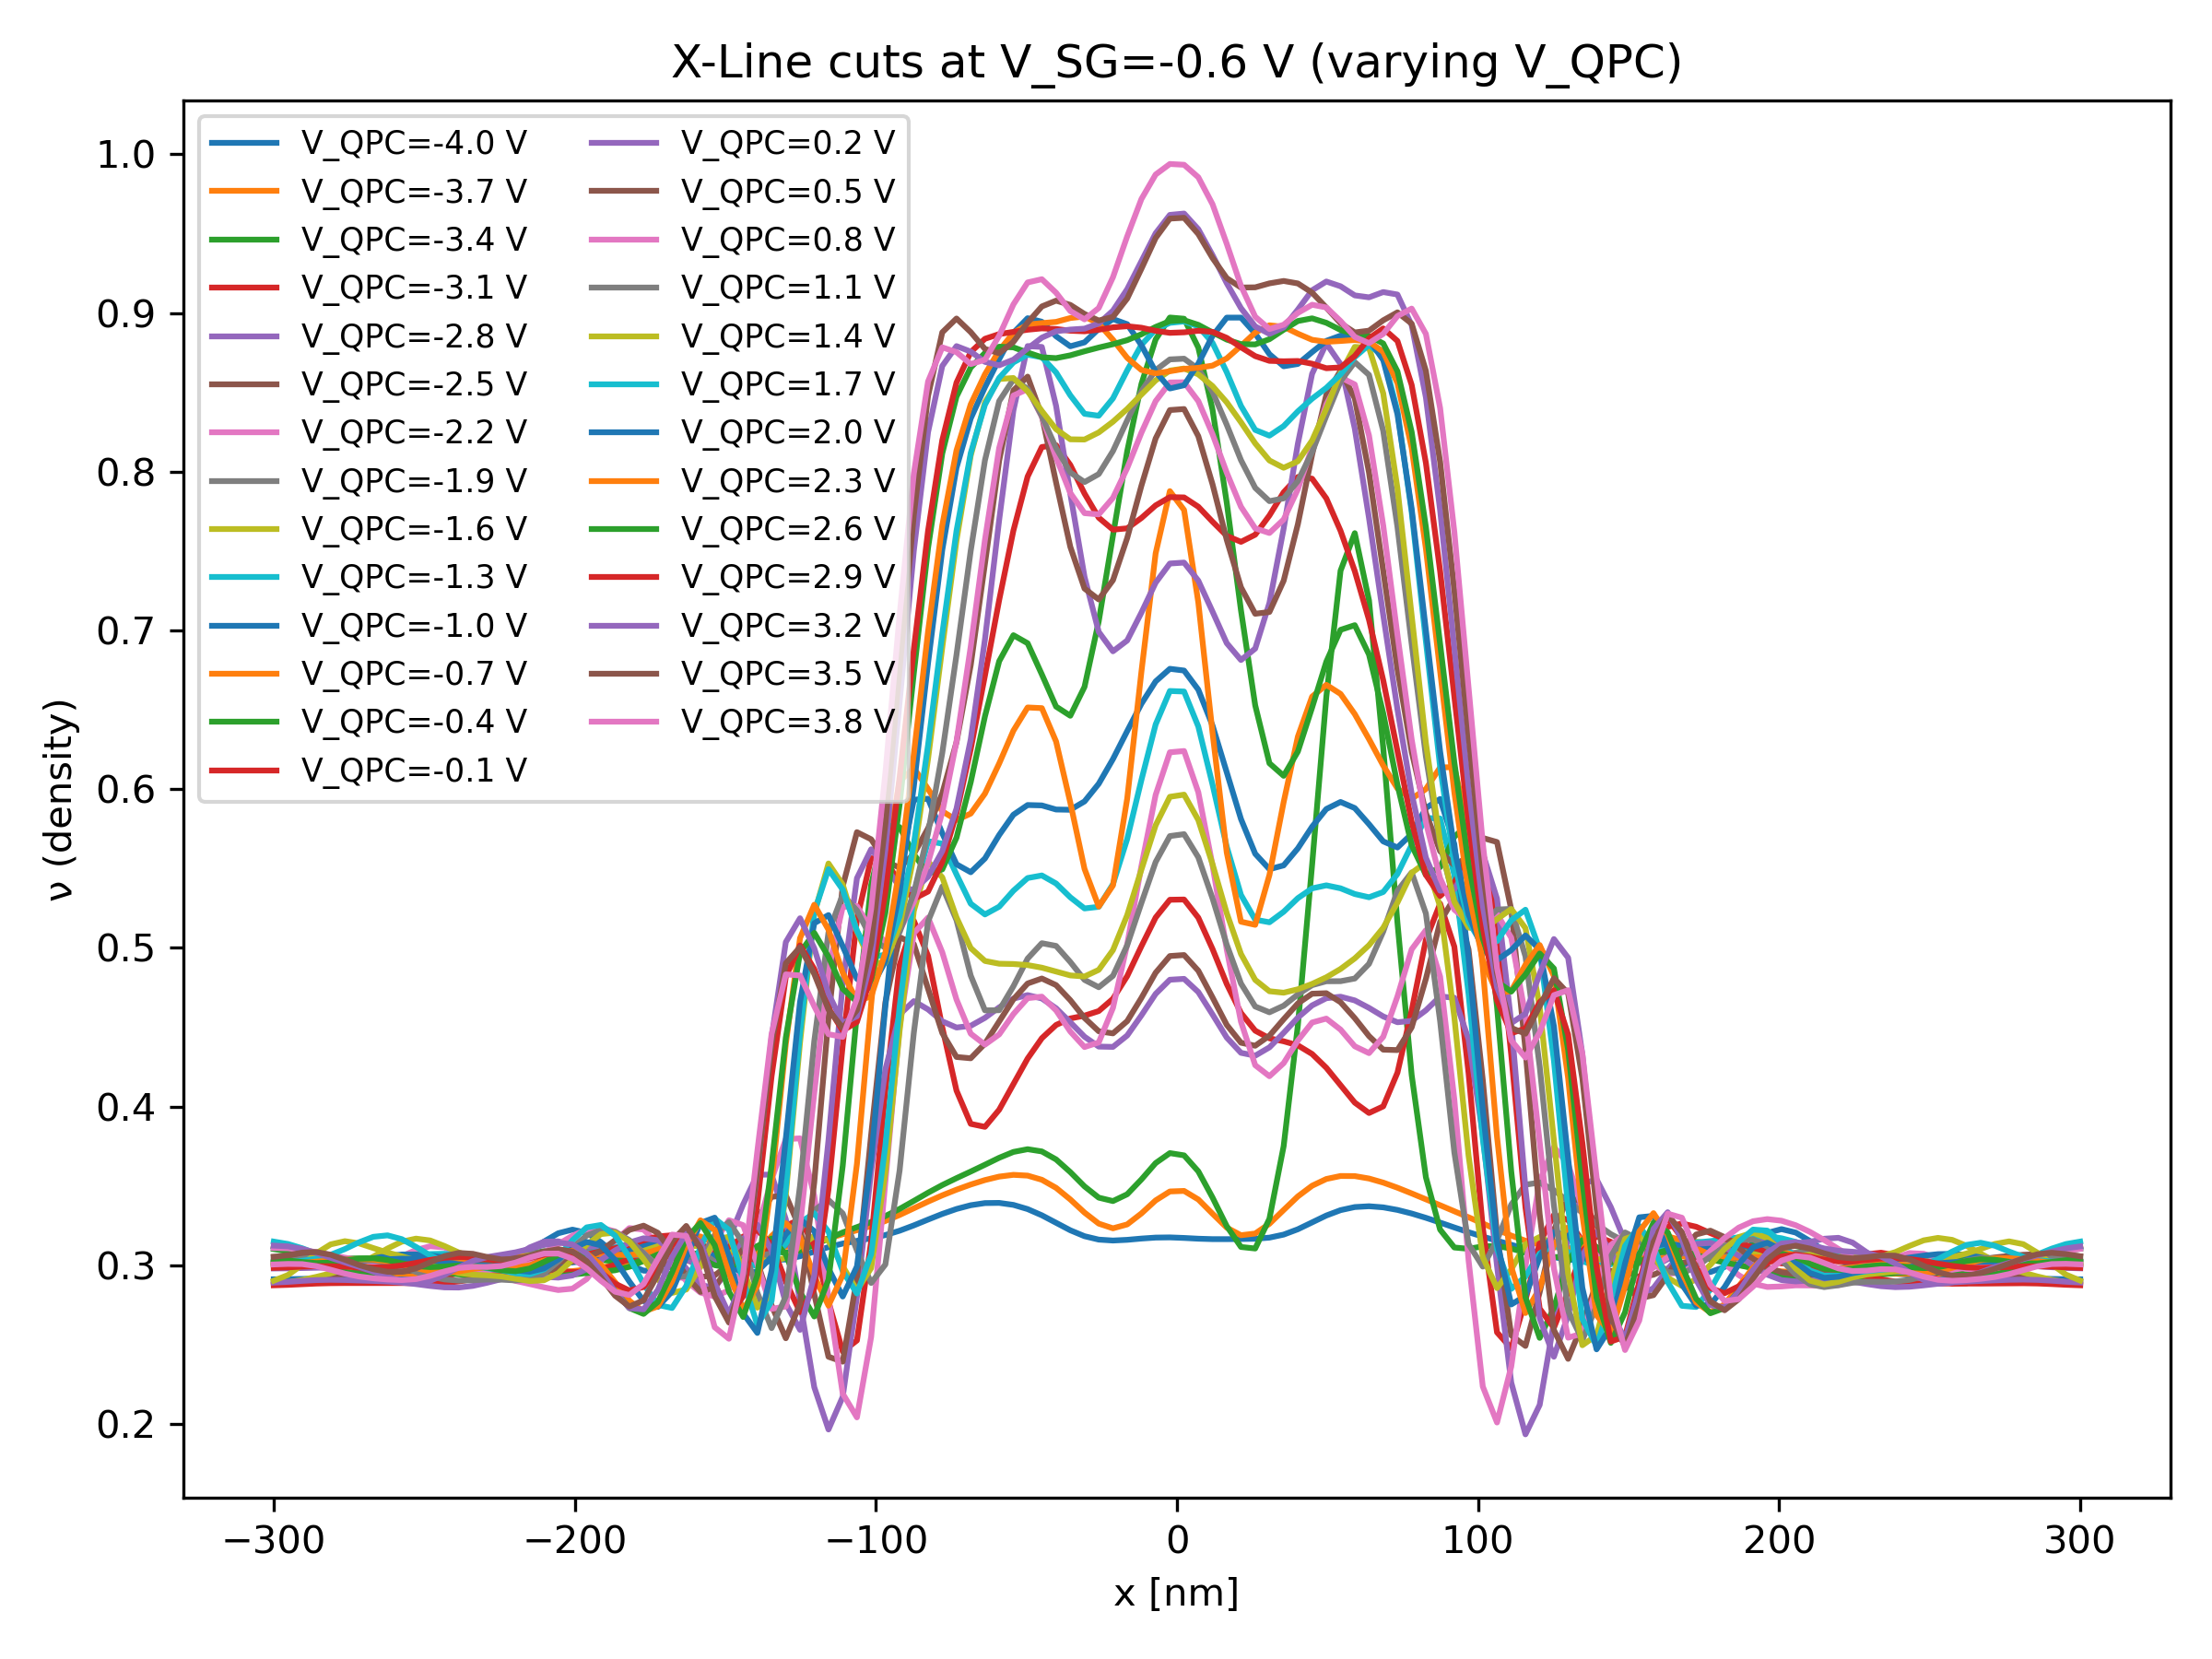 X-Line cuts at V_SG=-0.6 V (varying V_QPC)
V_QPC=-4.0 V
V_QPC=-3.7 V
V_QPC=-3.4 V
V_QPC=-3.1 V
V_QPC=-2.8 V
V_QPC=-2.5 V
V_QPC=-2.2 V
V_QPC=-1.9 V
V_QPC=-1.6 V
V_QPC=-1.3 V
V_QPC=-1.0 V
V_QPC=-0.7 V
V_QPC=-0.4 V
V_QPC=-0.1 V
V_QPC=0.2 V
V_QPC=0.5 V
V_QPC=0.8 V
V_QPC=1.1 V
V_QPC=1.4 V
V_QPC=1.7 V
V_QPC=2.0 V
V_QPC=2.3 V
V_QPC=2.6 V
V_QPC=2.9 V
V_QPC=3.2 V
V_QPC=3.5 V
V_QPC=3.8 V
ν (density)
1.0
0.9
0.8
0.7
0.6
0.5
0.4
0.3
0.2
−300 −200 −100 0 100 200 300
x [nm]